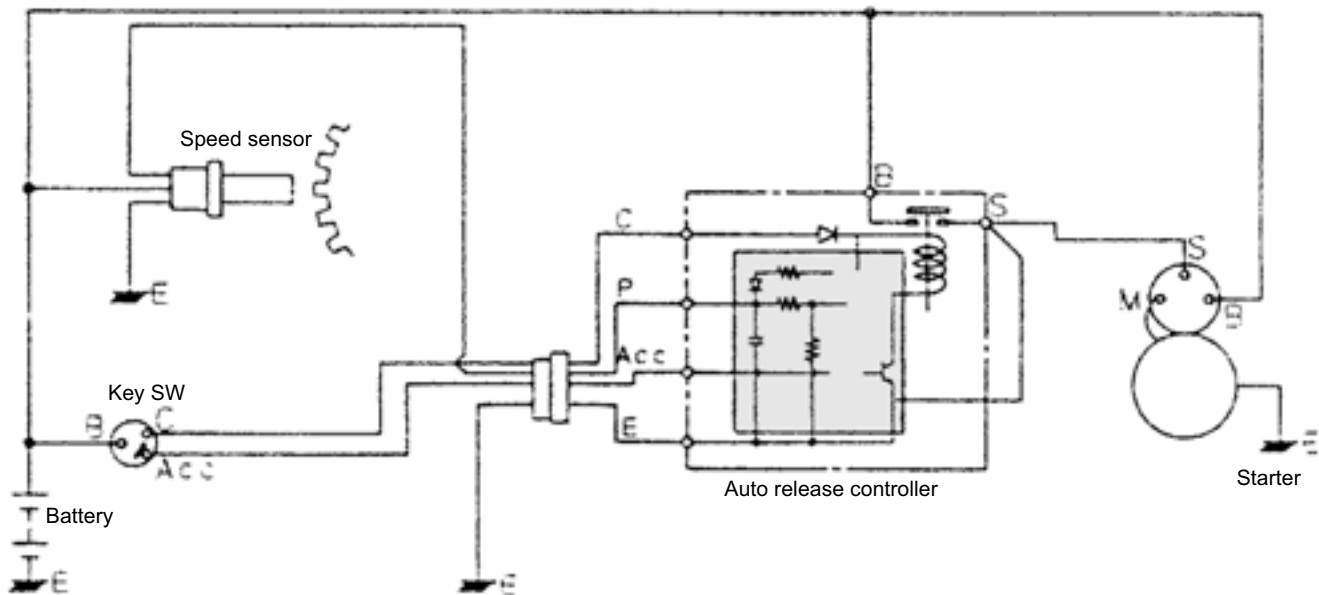 Speed sensor
E
B
S
C
P
Acc
E
S
M
B
E
Starter
Auto release controller
Key SW
B
C
Acc
Battery
E
E